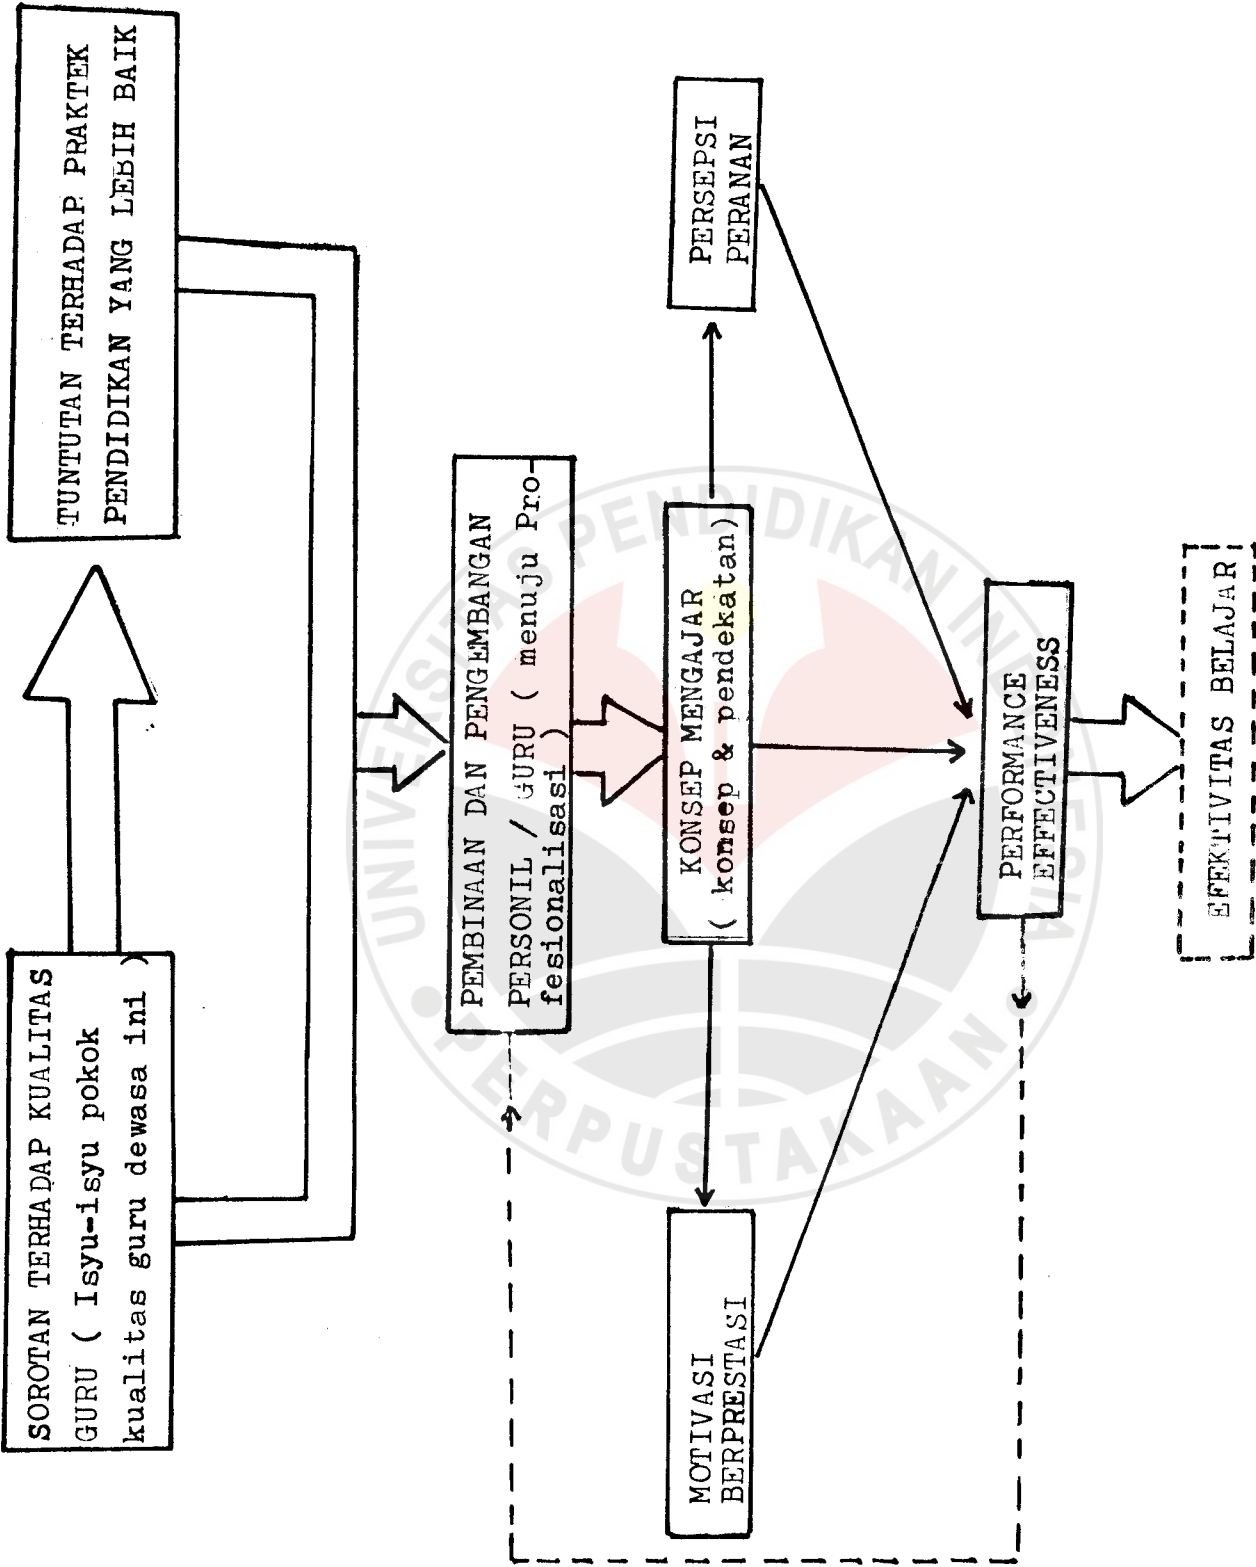 SOROTAN TERHADAP KUALITAS
GURU ( Isyu-isyu pokok
kualitas guru dewasa ini )
TUNTUTAN TERHADAP PRAKTEK
PENDIDIKAN YANG LEBIH BAIK
PEMBINAAN DAN PENGEMBANGAN
PERSONIL / GURU ( menuju Pro-
fesionalisasi )
MOTIVASI
BERPRESTASI
KONSEP MENGAJAR
( konsep & pendekatan)
PERSEPSI
PERANAN
PERFORMANCE
EFFECTIVENESS
EFEKTIVITAS BELAJAR
UNIVERSITAS PENDIDIKAN INDONESIA
PERPUSTAKAAN